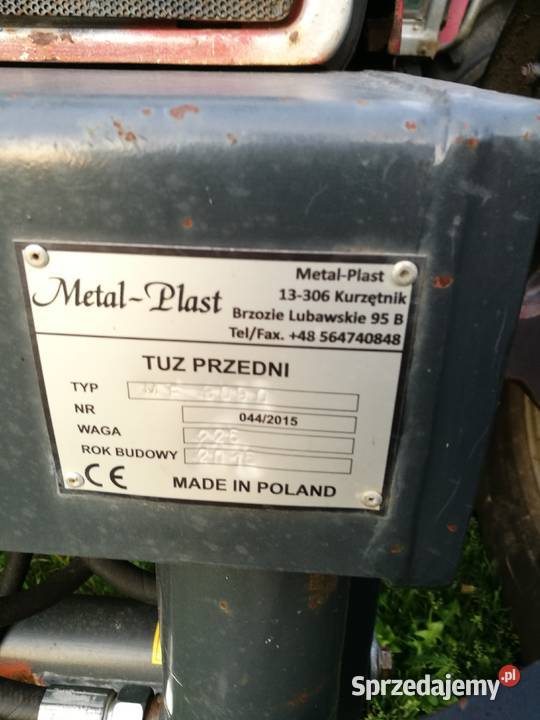 Metal-Plast
Metal-Plast
13-306 Kurzętnik
Brzozie Lubawskie 95 B
Tel/Fax. +48 564740848
TUZ PRZEDNI
TYP
NR 044/2015
WAGA
ROK BUDOWY 2015
CE MADE IN POLAND
Sprzedajemy.pl